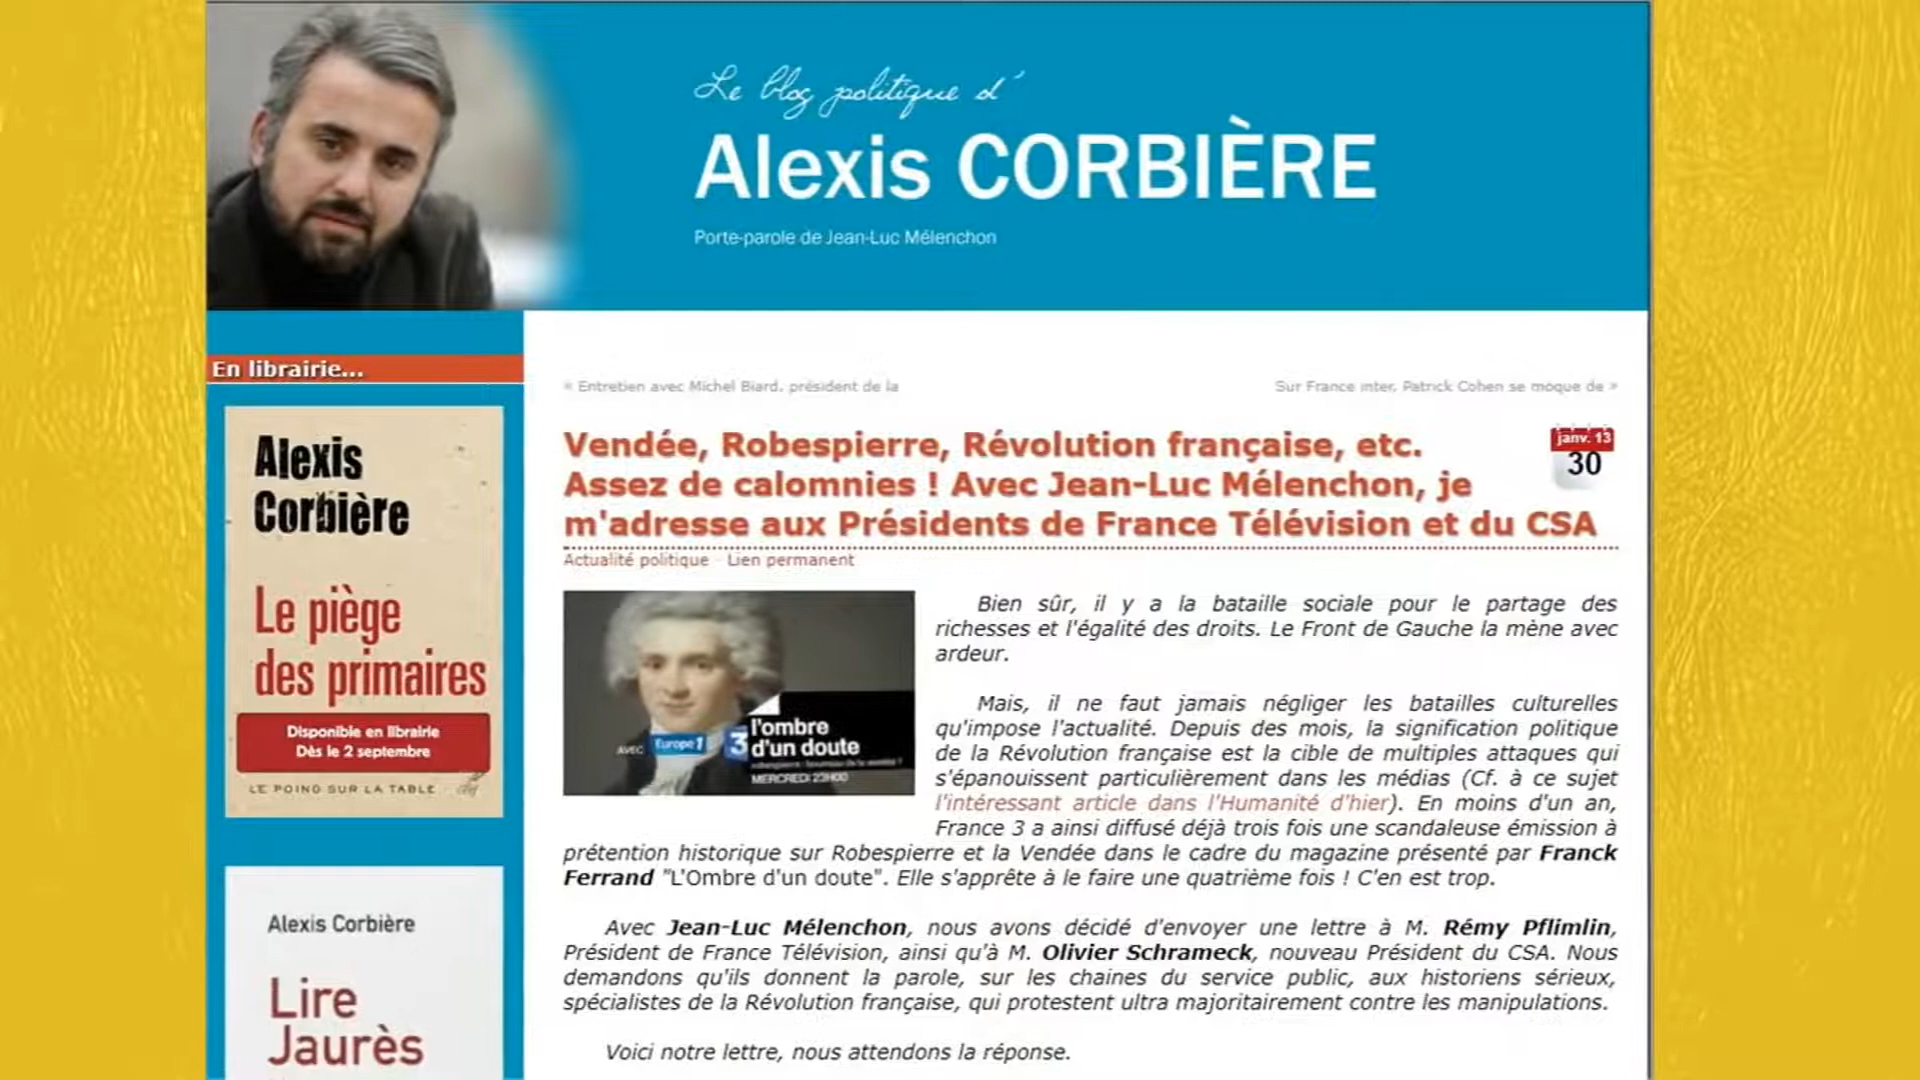 Le blog politique d'
Alexis CORBIÈRE
Porte-parole de Jean-Luc Mélenchon
En librairie...
Alexis
Corbière
Le piège
des primaires
Disponible en librairie
Dès le 2 septembre
LE POING SUR LA TABLE
Alexis Corbière
Lire
Jaurès
« Entretien avec Michel Biard, président de la
Sur France inter, Patrick Cohen se moque de »
Vendée, Robespierre, Révolution française, etc.
Assez de calomnies ! Avec Jean-Luc Mélenchon, je
m'adresse aux Présidents de France Télévision et du CSA
janv. 13
30
Actualité politique - Lien permanent
l'ombre
d'un doute
AVEC Europe 1 3
MERCREDI 23H00
Bien sûr, il y a la bataille sociale pour le partage des
richesses et l'égalité des droits. Le Front de Gauche la mène avec
ardeur.
Mais, il ne faut jamais négliger les batailles culturelles
qu'impose l'actualité. Depuis des mois, la signification politique
de la Révolution française est la cible de multiples attaques qui
s'épanouissent particulièrement dans les médias (Cf. à ce sujet
l'intéressant article dans l'Humanité d'hier). En moins d'un an,
France 3 a ainsi diffusé déjà trois fois une scandaleuse émission à
prétention historique sur Robespierre et la Vendée dans le cadre du magazine présenté par Franck
Ferrand "L'Ombre d'un doute". Elle s'apprête à le faire une quatrième fois ! C'en est trop.
Avec Jean-Luc Mélenchon, nous avons décidé d'envoyer une lettre à M. Rémy Pflimlin,
Président de France Télévision, ainsi qu'à M. Olivier Schrameck, nouveau Président du CSA. Nous
demandons qu'ils donnent la parole, sur les chaines du service public, aux historiens sérieux,
spécialistes de la Révolution française, qui protestent ultra majoritairement contre les manipulations.
Voici notre lettre, nous attendons la réponse.